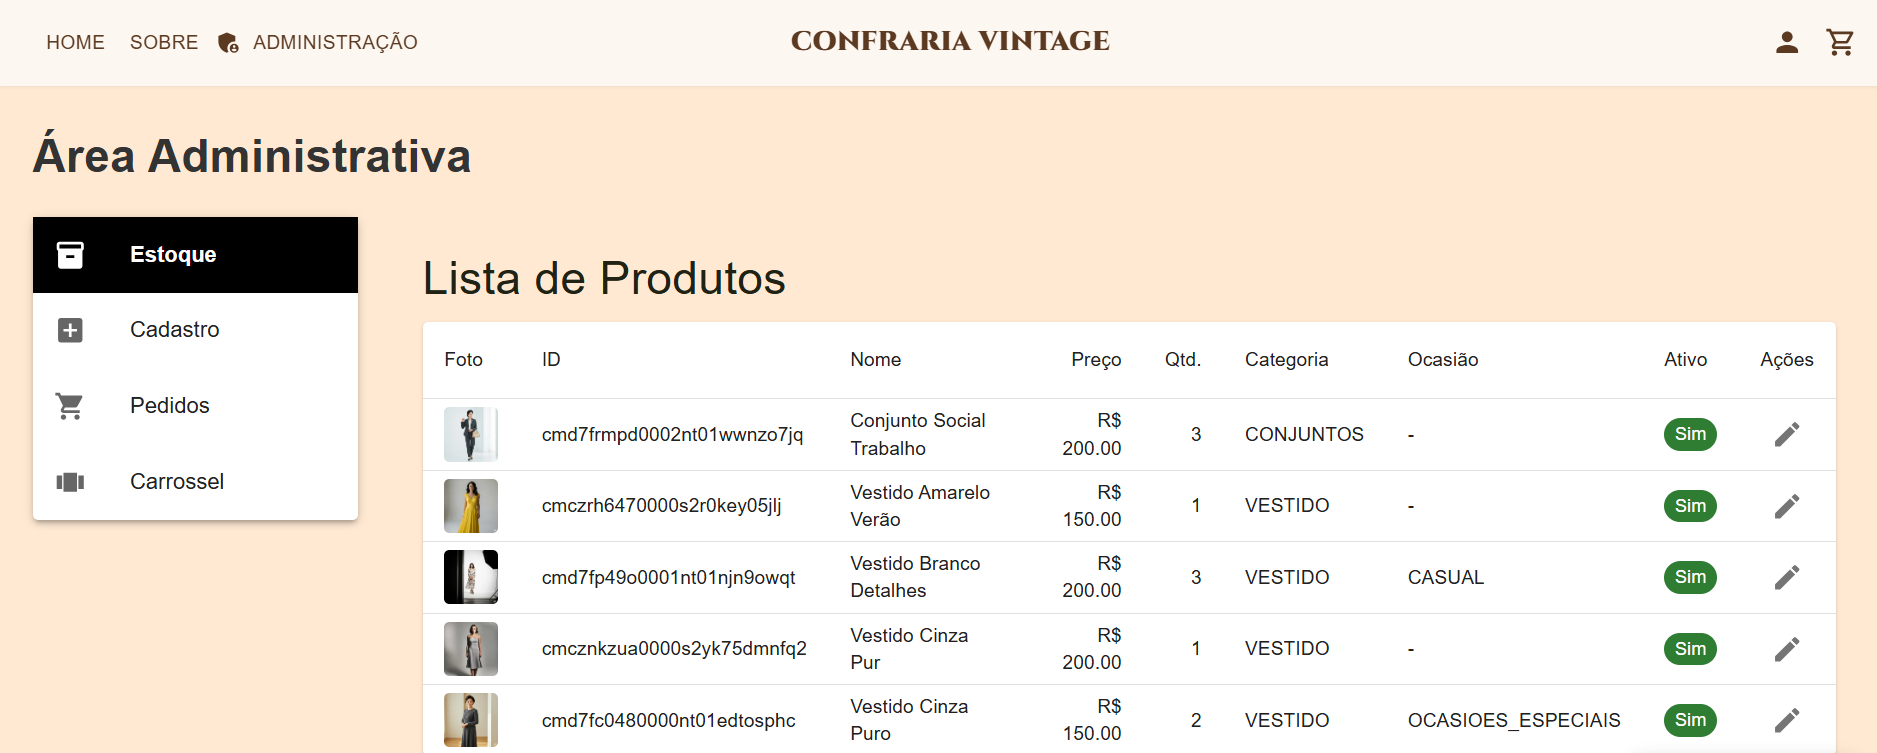 HOME SOBRE ADMINISTRAÇÃO CONFRARIA VINTAGE
Área Administrativa
Estoque
Cadastro
Pedidos
Carrossel
Lista de Produtos
Foto ID Nome Preço Qtd. Categoria Ocasião Ativo Ações
cmd7frmpd0002nt01wwnzo7jq Conjunto Social Trabalho R$ 200.00 3 CONJUNTOS - Sim
cmczrh6470000s2r0key05jlj Vestido Amarelo Verão R$ 150.00 1 VESTIDO - Sim
cmd7fp49o0001nt01njn9owqt Vestido Branco Detalhes R$ 200.00 3 VESTIDO CASUAL Sim
cmcznkzua0000s2yk75dmnfq2 Vestido Cinza Pur R$ 200.00 1 VESTIDO - Sim
cmd7fc0480000nt01edtosphc Vestido Cinza Puro R$ 150.00 2 VESTIDO OCASIOES_ESPECIAIS Sim